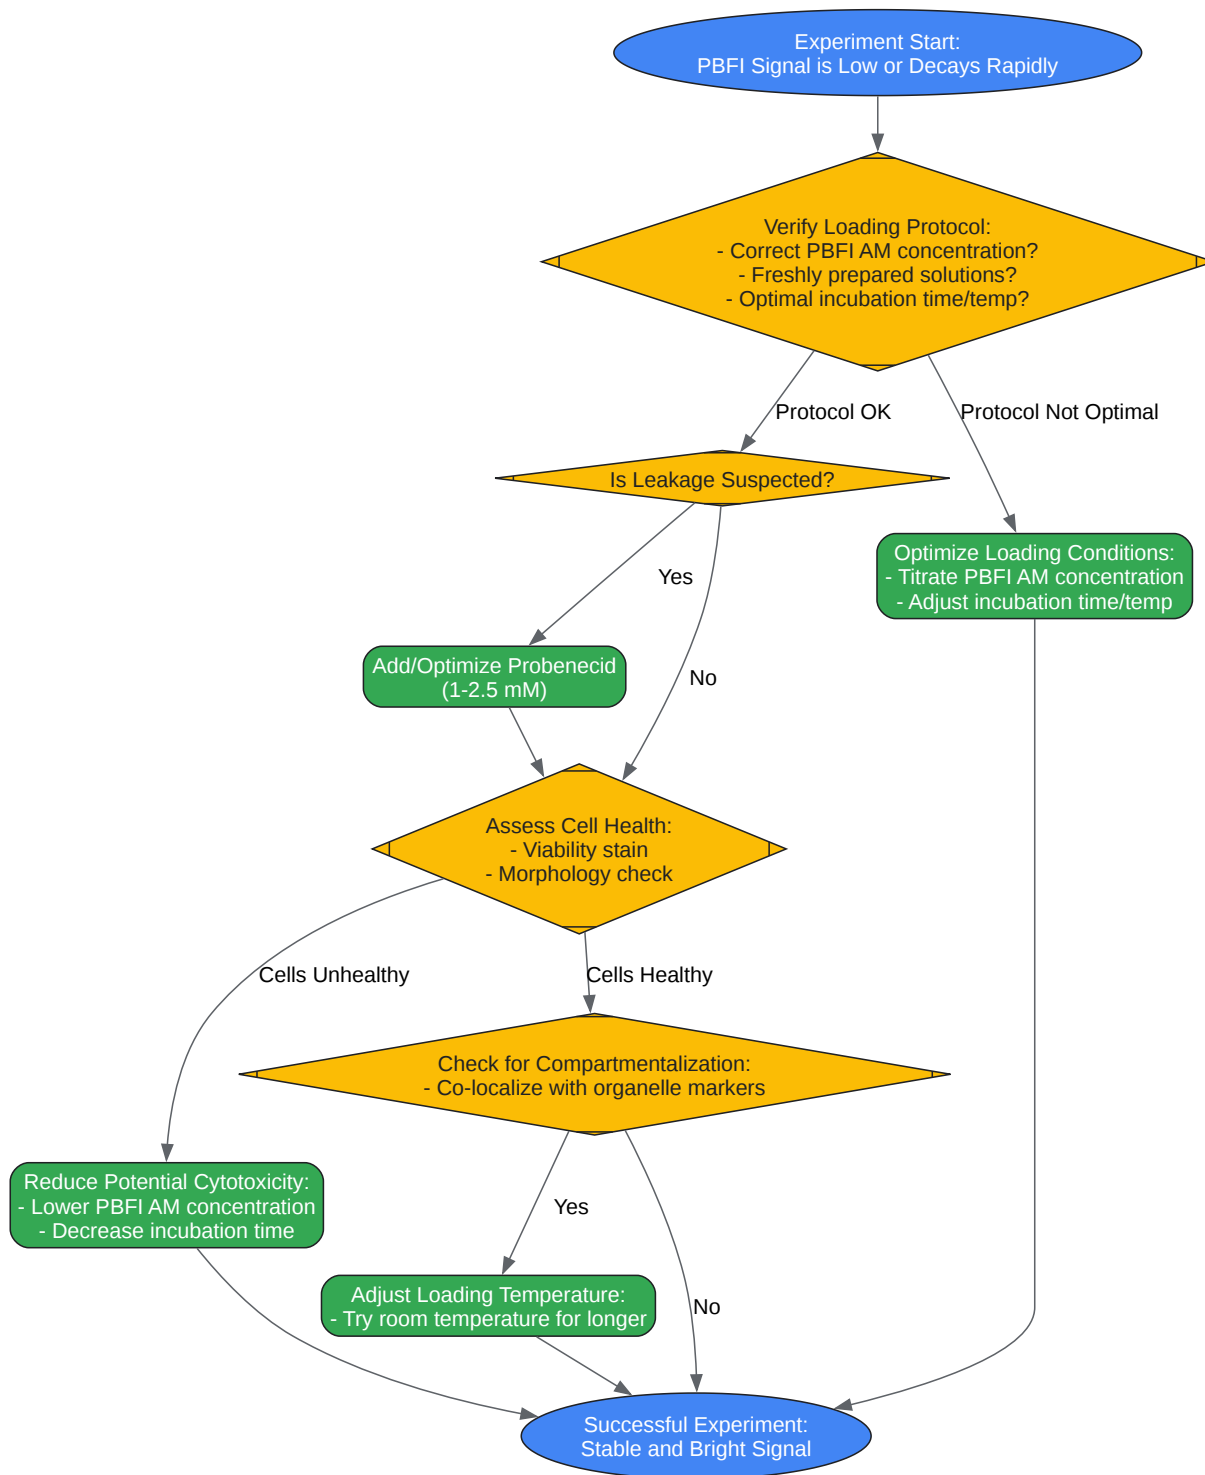 Experiment Start:
PBFI Signal is Low or Decays Rapidly
Verify Loading Protocol:
- Correct PBFI AM concentration?
- Freshly prepared solutions?
- Optimal incubation time/temp?
Protocol OK
Protocol Not Optimal
Is Leakage Suspected?
Optimize Loading Conditions:
- Titrate PBFI AM concentration
- Adjust incubation time/temp
Yes
No
Add/Optimize Probenecid
(1-2.5 mM)
Assess Cell Health:
- Viability stain
- Morphology check
Cells Unhealthy
Cells Healthy
Check for Compartmentalization:
- Co-localize with organelle markers
Reduce Potential Cytotoxicity:
- Lower PBFI AM concentration
- Decrease incubation time
Yes
No
Adjust Loading Temperature:
- Try room temperature for longer
Successful Experiment:
Stable and Bright Signal